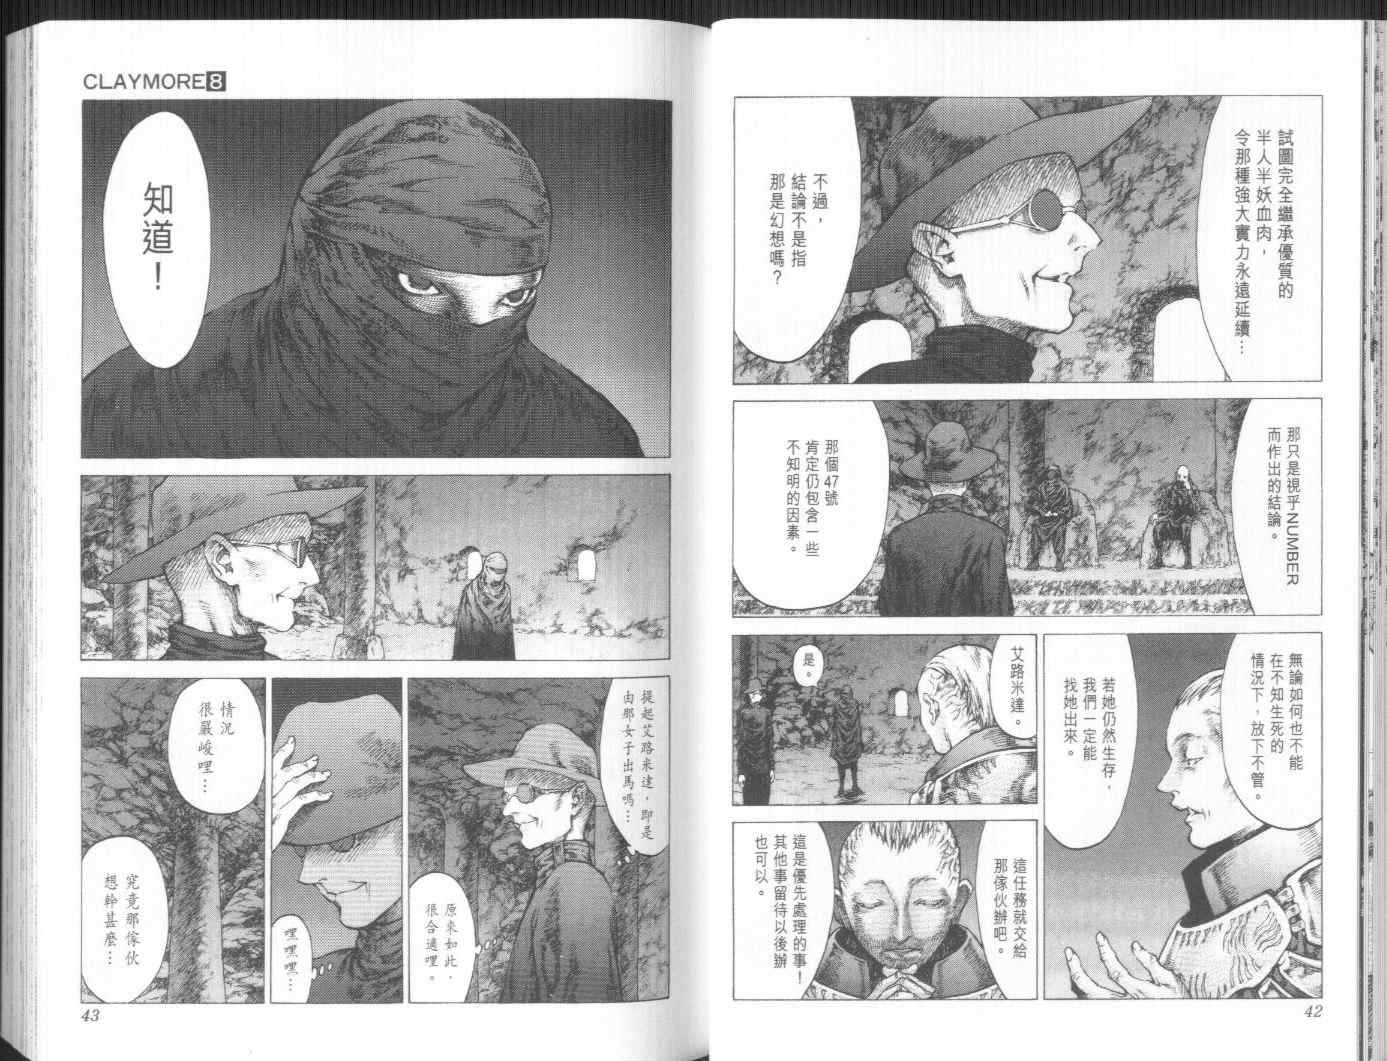 試圖完全繼承優質的
半人半妖血肉，
令那種強大實力永遠延續…
不過，
結論不是指
那是幻想嗎？
那只是視乎NUMBER
而作出的結論。
那個47號
肯定仍包含一些
不知明的因素。
無論如何也不能
在不知生死的
情況下，放下不管。
若她仍然生存，
我們一定能
找她出來。
艾路米達。
是。
這任務就交給
那傢伙辦吧。
這是優先處理的事！
其他事留待以後辦
也可以。
42
CLAYMORE8
知道！
提起艾路米達，即是
由那女子出馬嗎…
原來如此，
很合適哩。
嘿嘿嘿…
情況
很嚴峻哩…
究竟那傢伙
想幹甚麼…
43